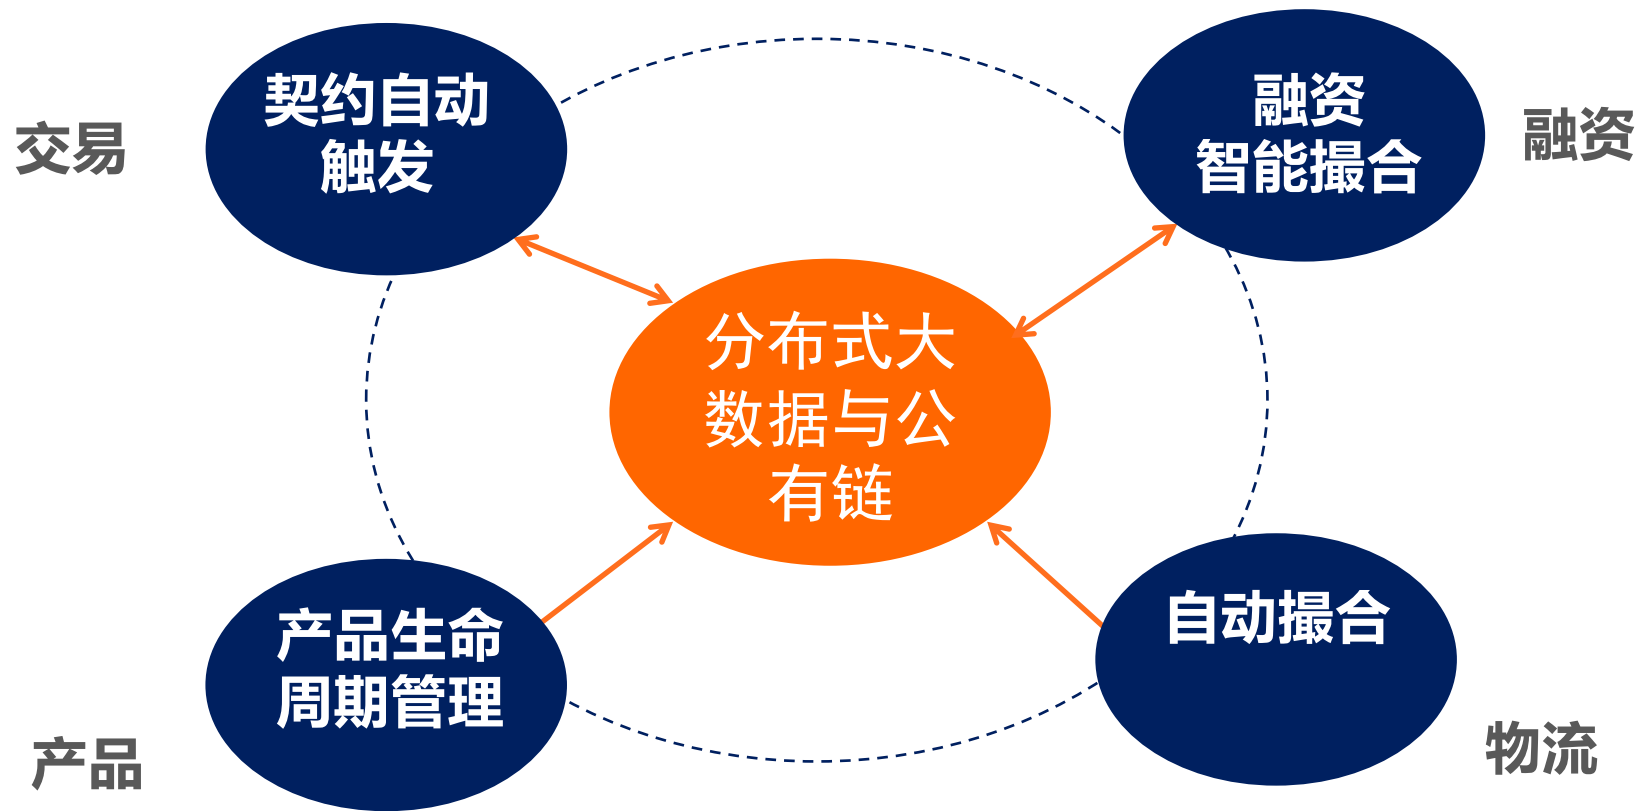 交易
契约自动
触发
融资
智能撮合
融资
分布式大
数据与公
有链
产品
产品生命
周期管理
自动撮合
物流